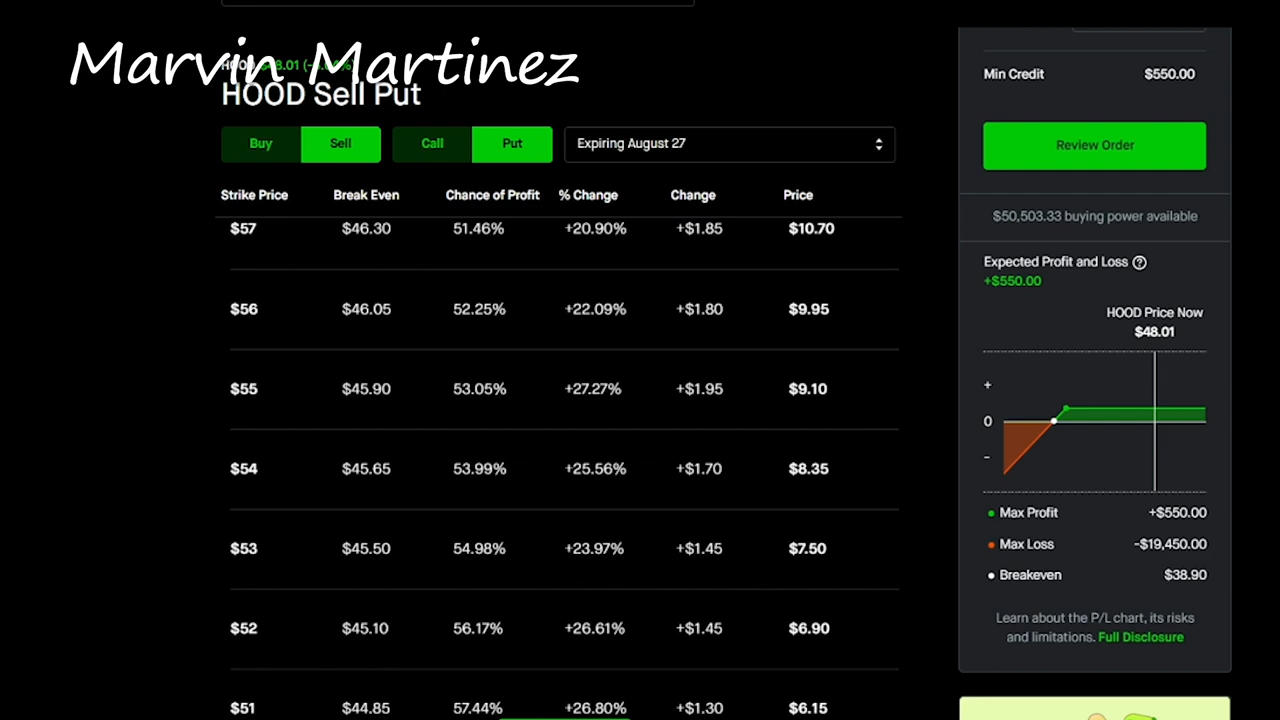 Marvin Martinez
HOOD Sell Put
Buy Sell Call Put Expiring August 27
Strike Price Break Even Chance of Profit % Change Change Price
$57 $46.30 51.46% +20.90% +$1.85 $10.70
$56 $46.05 52.25% +22.09% +$1.80 $9.95
$55 $45.90 53.05% +27.27% +$1.95 $9.10
$54 $45.65 53.99% +25.56% +$1.70 $8.35
$53 $45.50 54.98% +23.97% +$1.45 $7.50
$52 $45.10 56.17% +26.61% +$1.45 $6.90
$51 $44.85 57.44% +26.80% +$1.30 $6.15
Min Credit $550.00
Review Order
$50,503.33 buying power available
Expected Profit and Loss ?
+$550.00
HOOD Price Now
$48.01
+
0
-
Max Profit +$550.00
Max Loss -$19,450.00
Breakeven $38.90
Learn about the P/L chart, its risks
and limitations. Full Disclosure